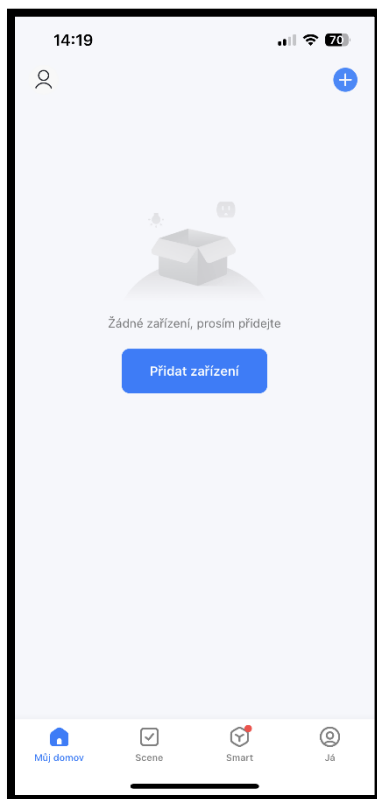 14:19
70
Žádné zařízení, prosím přidejte
Přidat zařízení
Můj domov
Scene
Smart
Já